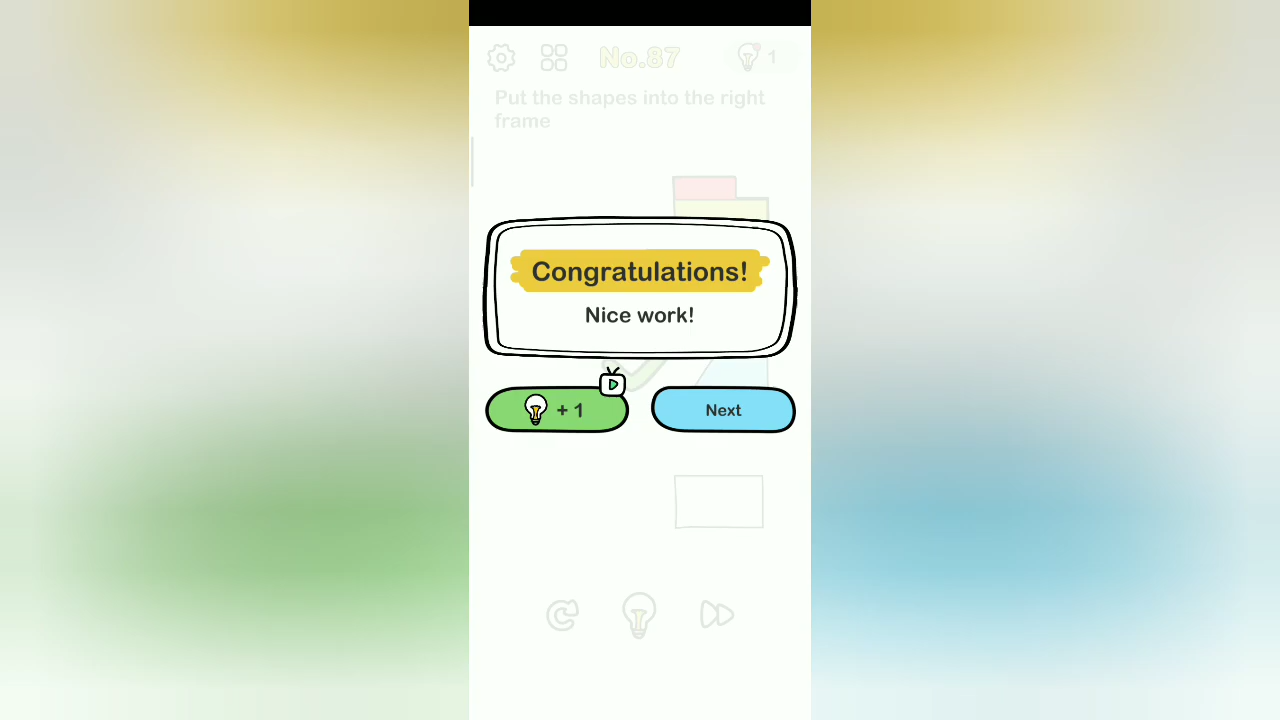 No.87
1
Put the shapes into the right
frame
Congratulations!
Nice work!
+ 1
Next